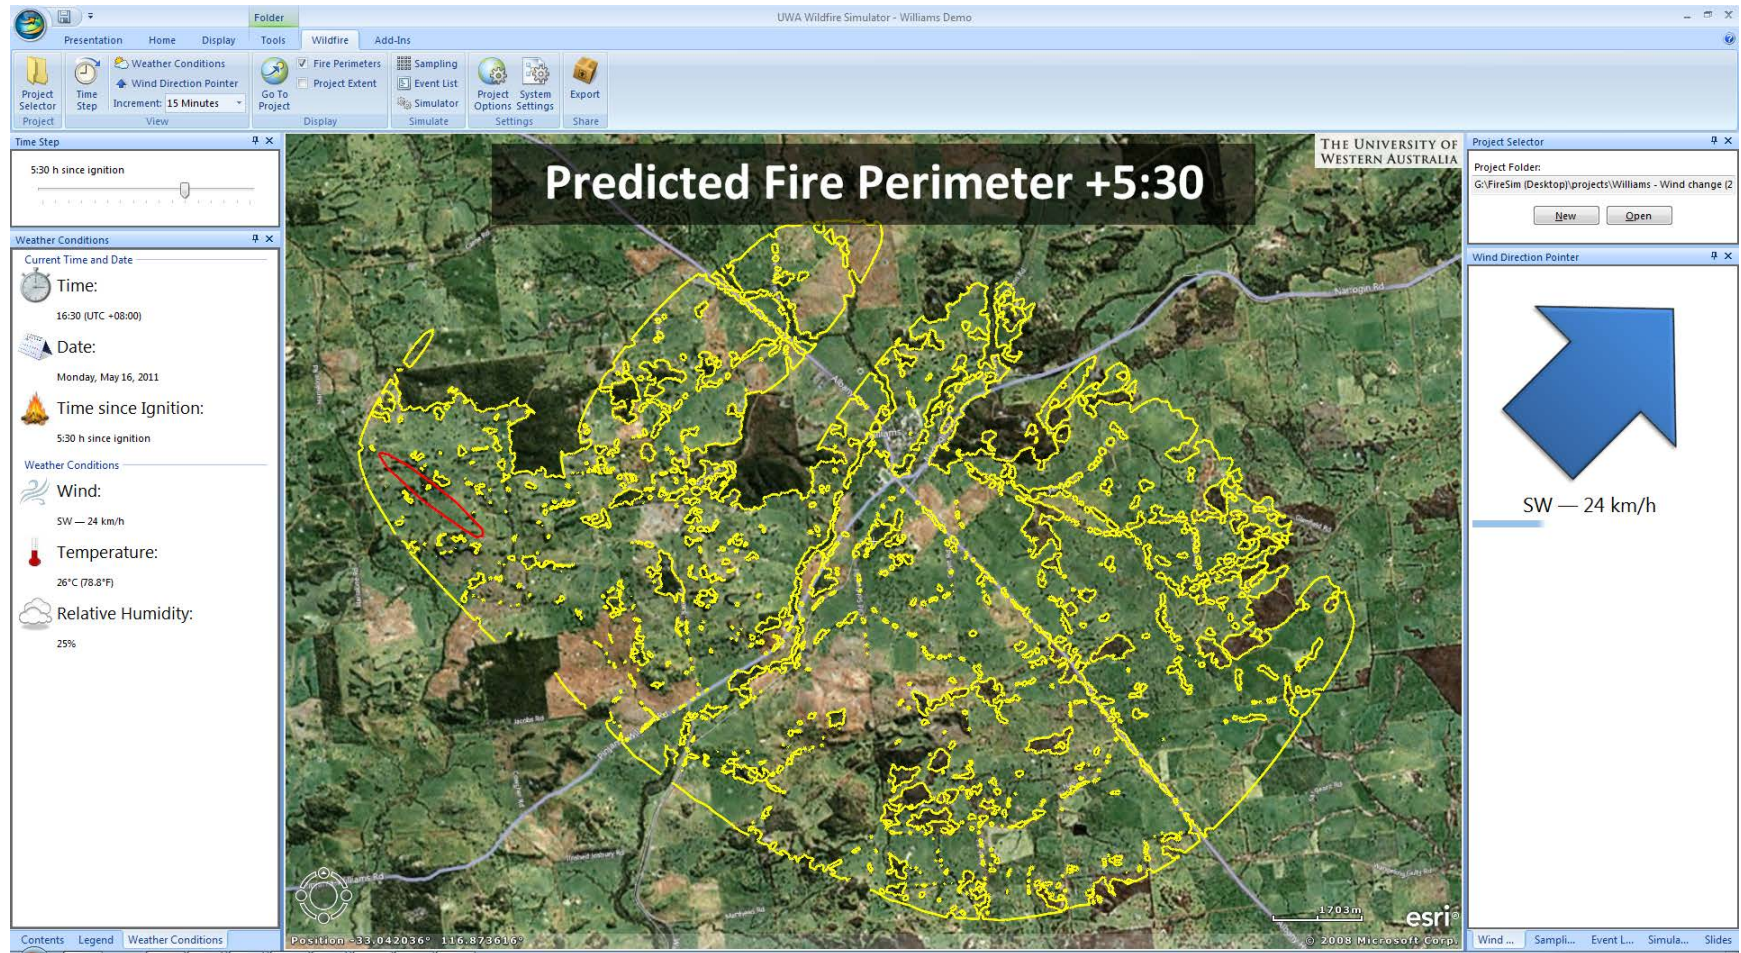 Folder
UWA Wildfire Simulator - Williams Demo
Presentation Home Display Tools Wildfire Add-Ins
Project Selector
Time Step
Weather Conditions
Wind Direction Pointer
Increment: 15 Minutes
Go To Project
Fire Perimeters
Project Extent
Sampling
Event List
Simulator
Project Options
System Settings
Export
Project View Display Simulate Settings Share
Time Step
5:30 h since ignition
Weather Conditions
Current Time and Date
Time:
16:30 (UTC +08:00)
Date:
Monday, May 16, 2011
Time since Ignition:
5:30 h since ignition
Weather Conditions
Wind:
SW — 24 km/h
Temperature:
26°C (78.8°F)
Relative Humidity:
25%
Contents Legend Weather Conditions
Predicted Fire Perimeter +5:30
THE UNIVERSITY OF
WESTERN AUSTRALIA
Narrogin Rd
Williams
Jacobs Rd
1703m
esri
Position -33.042036° 116.873616°
© 2008 Microsoft Corp.
Project Selector
Project Folder:
G:\FireSim (Desktop)\projects\Williams - Wind change (2
New Open
Wind Direction Pointer
SW — 24 km/h
Wind ... Sampli... Event L... Simula... Slides